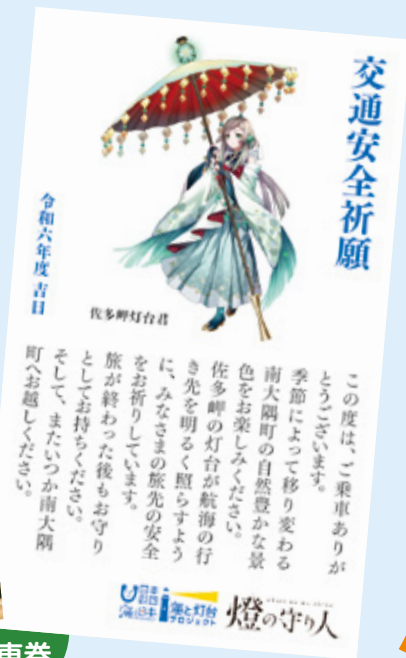 交通安全祈願
令和六年度 吉日
佐多岬灯台君
この度は、ご乗車ありが
とうございます。
季節によって移り変わる
南大隅町の自然豊かな景
色をお楽しみください。
佐多岬の灯台が航海の行
き先を明るく照らすよう
に、みなさまの旅先の安全
をお祈りしています。
旅が終わった後もお守り
としてお持ちください。
そして、またいつか南大隅
町へお越しください。
海と灯台
プロジェクト
燈の守り人
車券